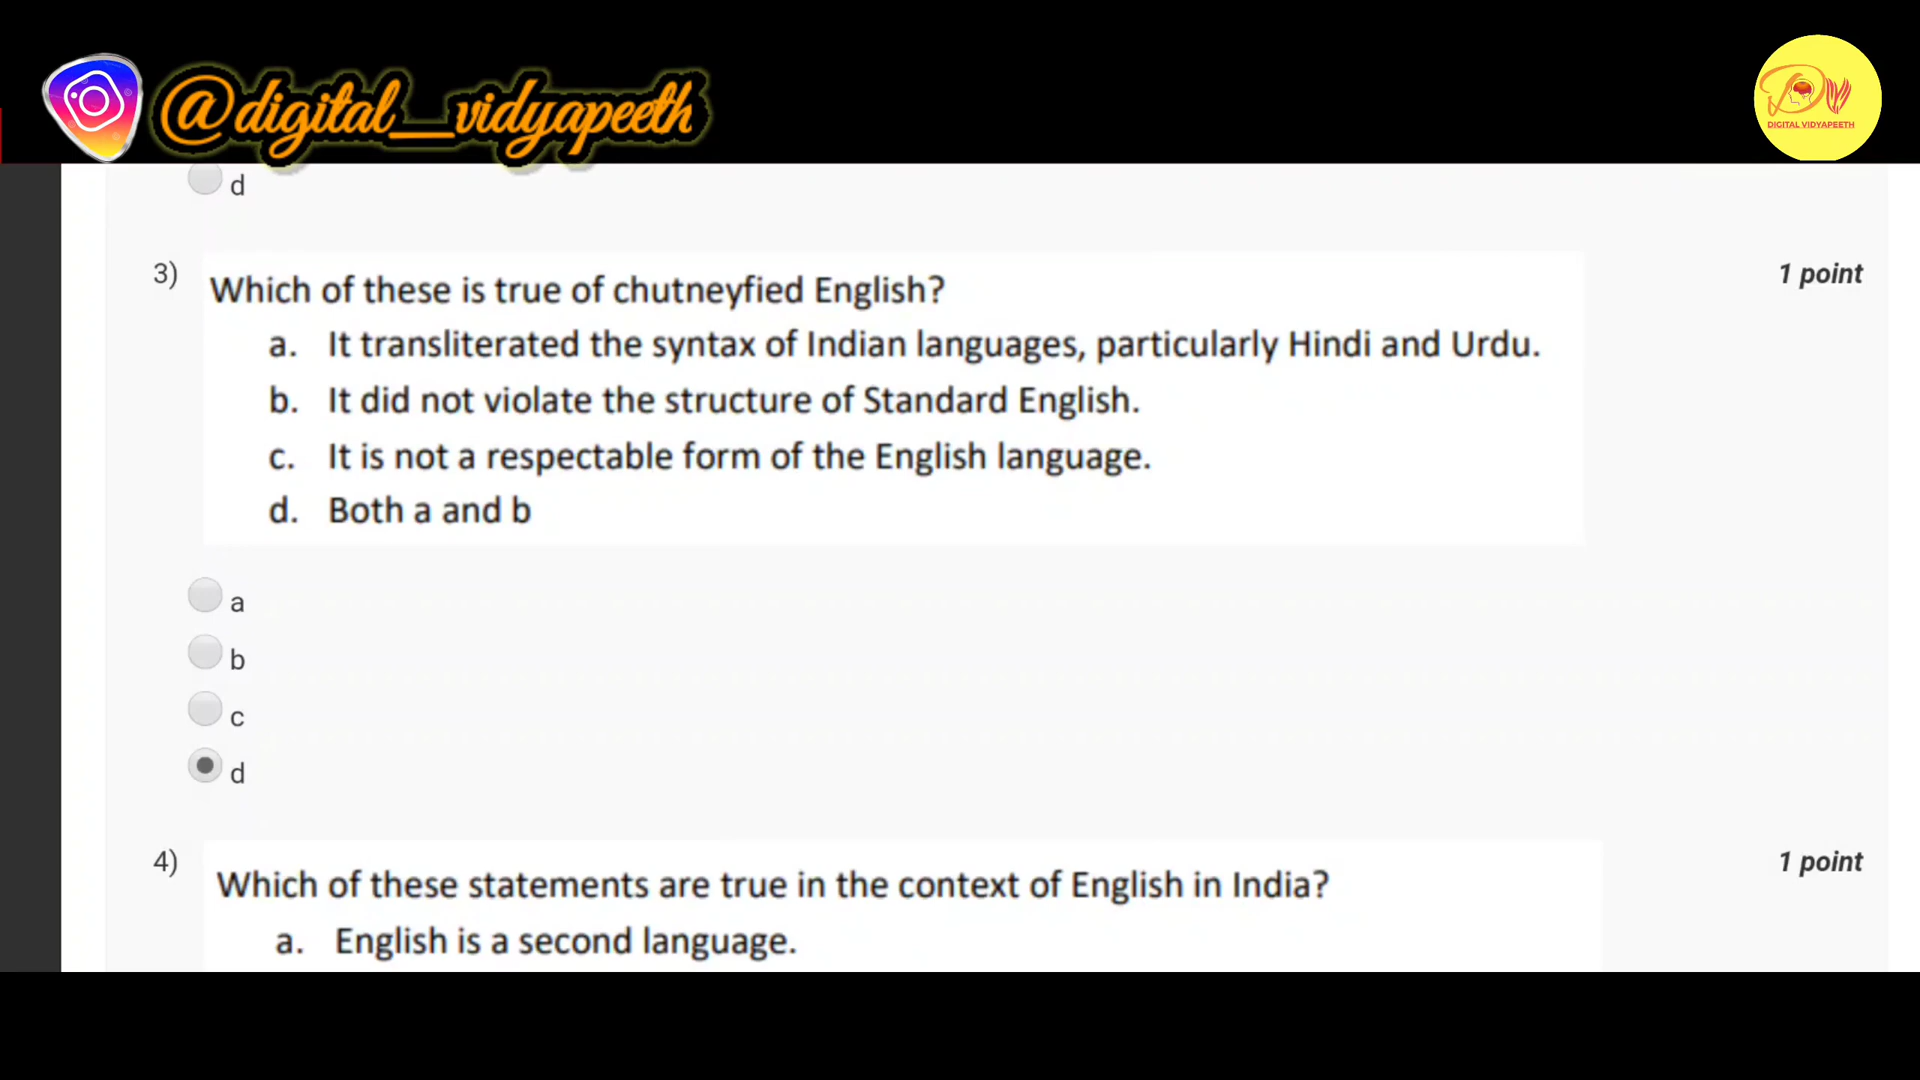 @digital__vidyapeeth
DIGITAL VIDYAPEETH
d
3)
1 point
Which of these is true of chutneyfied English?
a. It transliterated the syntax of Indian languages, particularly Hindi and Urdu.
b. It did not violate the structure of Standard English.
c. It is not a respectable form of the English language.
d. Both a and b
a
b
c
d
4)
1 point
Which of these statements are true in the context of English in India?
a. English is a second language.